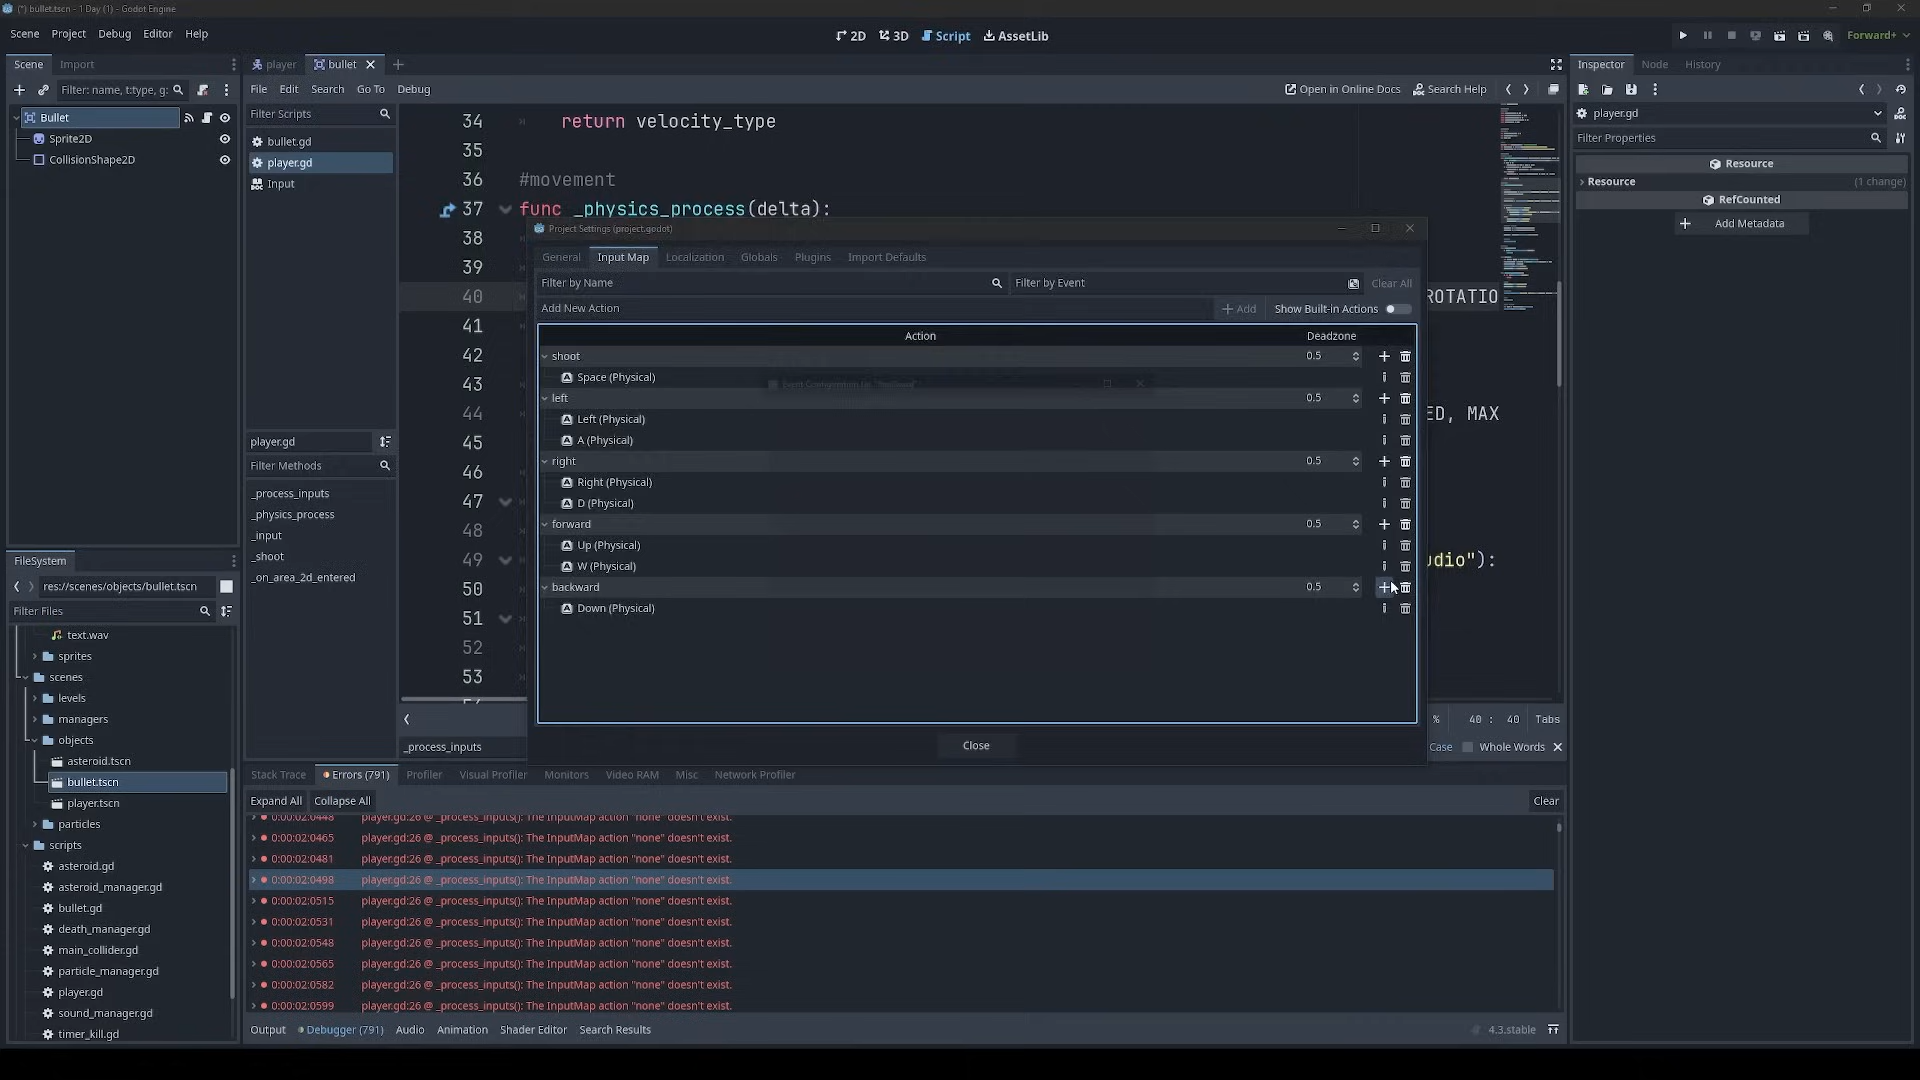 (*) bullet.tscn - 1 Day (1) - Godot Engine
Scene Project Debug Editor Help
2D 3D Script AssetLib
Forward+
Scene Import
Filter: name, t:type, g:
Bullet
Sprite2D
CollisionShape2D
player bullet
File Edit Search Go To Debug
Open in Online Docs Search Help
Filter Scripts
bullet.gd
player.gd
Input
player.gd
Filter Methods
_process_inputs
_physics_process
_input
_shoot
_on_area_2d_entered
34 return velocity_type
35
36 #movement
37 func _physics_process(delta):
38
39
40 ROTATIO
41
42
43
44 ED, MAX
45
46
47
48
49 udio"):
50
51
52
53
Project Settings (project.godot)
General Input Map Localization Globals Plugins Import Defaults
Filter by Name Filter by Event Clear All
Add New Action Add Show Built-in Actions
Action Deadzone
shoot 0.5
Space (Physical)
left 0.5
Left (Physical)
A (Physical)
right 0.5
Right (Physical)
D (Physical)
forward 0.5
Up (Physical)
W (Physical)
backward 0.5
Down (Physical)
Close
% 40 : 40 Tabs
_process_inputs
Case Whole Words
Inspector Node History
player.gd
Filter Properties
Resource
Resource (1 change)
RefCounted
Add Metadata
FileSystem
res://scenes/objects/bullet.tscn
Filter Files
text.wav
sprites
scenes
levels
managers
objects
asteroid.tscn
bullet.tscn
player.tscn
particles
scripts
asteroid.gd
asteroid_manager.gd
bullet.gd
death_manager.gd
main_collider.gd
particle_manager.gd
player.gd
sound_manager.gd
timer_kill.gd
Stack Trace Errors (791) Profiler Visual Profiler Monitors Video RAM Misc Network Profiler
Expand All Collapse All Clear
0:00:02:0448 player.gd:26 @ _process_inputs(): The InputMap action "none" doesn't exist.
0:00:02:0465 player.gd:26 @ _process_inputs(): The InputMap action "none" doesn't exist.
0:00:02:0481 player.gd:26 @ _process_inputs(): The InputMap action "none" doesn't exist.
0:00:02:0498 player.gd:26 @ _process_inputs(): The InputMap action "none" doesn't exist.
0:00:02:0515 player.gd:26 @ _process_inputs(): The InputMap action "none" doesn't exist.
0:00:02:0531 player.gd:26 @ _process_inputs(): The InputMap action "none" doesn't exist.
0:00:02:0548 player.gd:26 @ _process_inputs(): The InputMap action "none" doesn't exist.
0:00:02:0565 player.gd:26 @ _process_inputs(): The InputMap action "none" doesn't exist.
0:00:02:0582 player.gd:26 @ _process_inputs(): The InputMap action "none" doesn't exist.
0:00:02:0599 player.gd:26 @ _process_inputs(): The InputMap action "none" doesn't exist.
Output Debugger (791) Audio Animation Shader Editor Search Results
4.3.stable